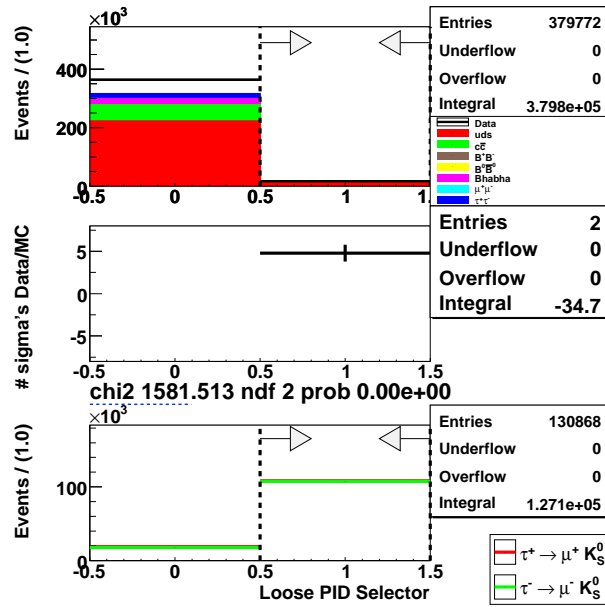 ×10³
Events / (1.0)
400
200
0
-0.5 0 0.5 1 1.5
Entries 379772
Underflow 0
Overflow 0
Integral 3.798e+05
Data
uds
cc̅
B⁺B⁻
B⁰B̅⁰
Bhabha
μ⁺μ⁻
τ⁺τ⁻
# sigma's Data/MC
5
0
-5
-0.5 0 0.5 1 1.5
Entries 2
Underflow 0
Overflow 0
Integral -34.7
chi2 1581.513 ndf 2 prob 0.00e+00
×10³
Events / (1.0)
100
0
-0.5 0 0.5 1 1.5
Loose PID Selector
Entries 130868
Underflow 0
Overflow 0
Integral 1.271e+05
τ⁺ → μ⁺ K⁰S
τ⁻ → μ⁻ K⁰S